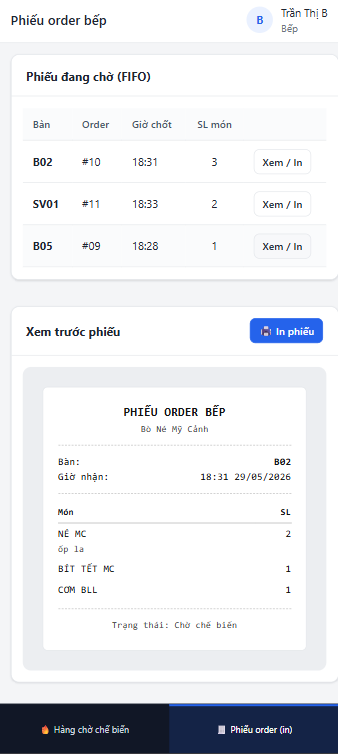 Phiếu order bếp
B
Trần Thị B
Bếp
Phiếu đang chờ (FIFO)
Bàn Order Giờ chốt SL món
B02 #10 18:31 3 Xem / In
SV01 #11 18:33 2 Xem / In
B05 #09 18:28 1 Xem / In
Xem trước phiếu
In phiếu
PHIẾU ORDER BẾP
Bò Né Mỹ Cảnh
Bàn: B02
Giờ nhận: 18:31 29/05/2026
Món SL
NÉ MC 2
ốp la
BÍT TẾT MC 1
CƠM BLL 1
Trạng thái: Chờ chế biến
Hàng chờ chế biến
Phiếu order (in)